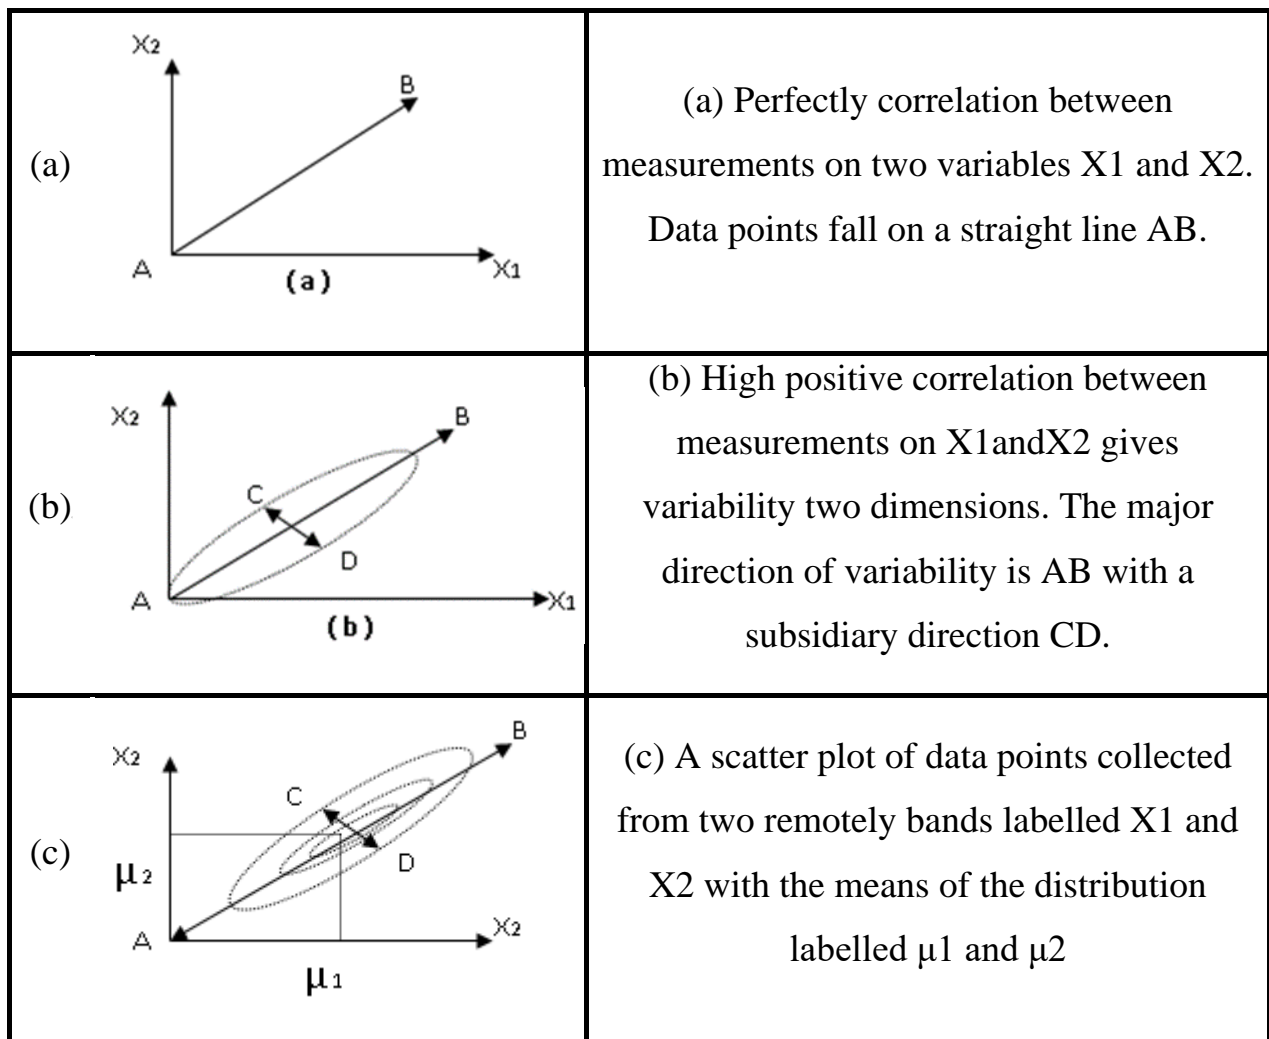 (a)
X2
B
A
X1
(a)
(a) Perfectly correlation between
measurements on two variables X1 and X2.
Data points fall on a straight line AB.
(b)
X2
B
C
D
A
X1
(b)
(b) High positive correlation between
measurements on X1andX2 gives
variability two dimensions. The major
direction of variability is AB with a
subsidiary direction CD.
(c)
X2
B
C
D
μ2
A
X2
μ1
(c) A scatter plot of data points collected
from two remotely bands labelled X1 and
X2 with the means of the distribution
labelled μ1 and μ2